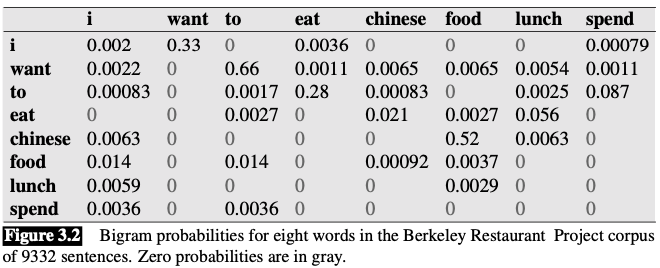 i want to eat chinese food lunch spend
i 0.002 0.33 0 0.0036 0 0 0 0.00079
want 0.0022 0 0.66 0.0011 0.0065 0.0065 0.0054 0.0011
to 0.00083 0 0.0017 0.28 0.00083 0 0.0025 0.087
eat 0 0 0.0027 0 0.021 0.0027 0.056 0
chinese 0.0063 0 0 0 0 0.52 0.0063 0
food 0.014 0 0.014 0 0.00092 0.0037 0 0
lunch 0.0059 0 0 0 0 0.0029 0 0
spend 0.0036 0 0.0036 0 0 0 0 0
Figure 3.2 Bigram probabilities for eight words in the Berkeley Restaurant Project corpus
of 9332 sentences. Zero probabilities are in gray.